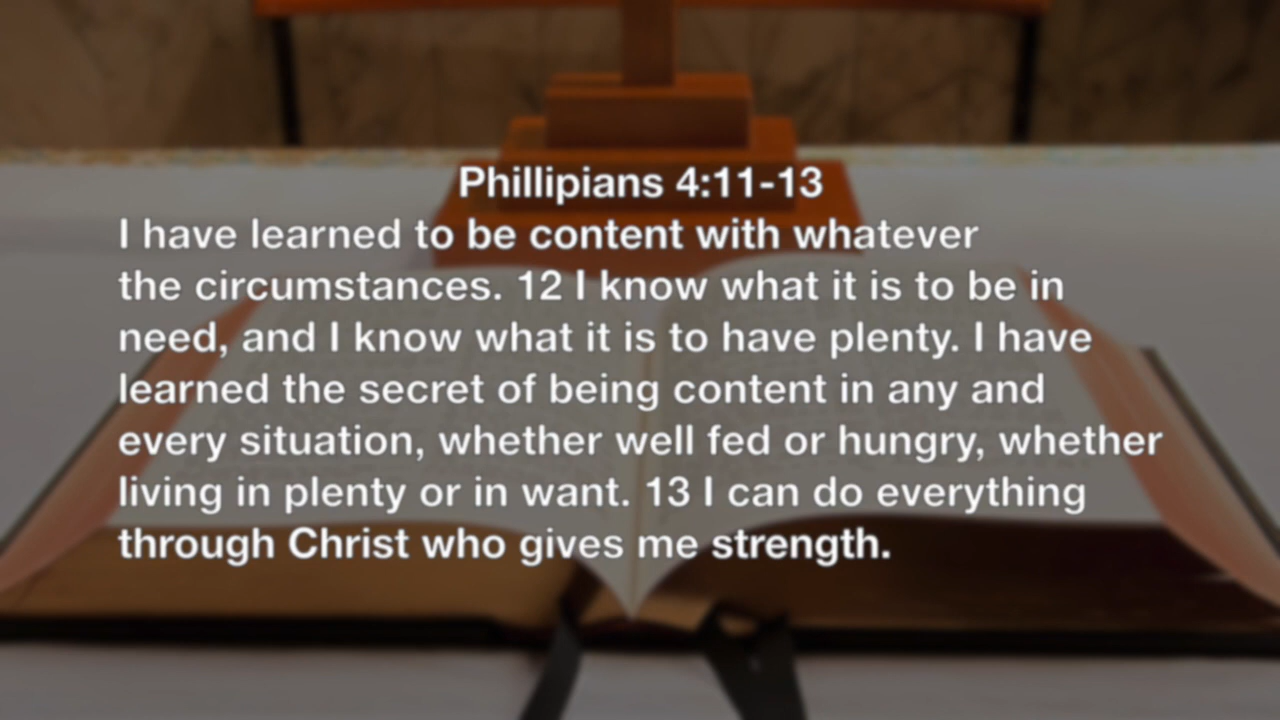 Phillipians 4:11-13
I have learned to be content with whatever
the circumstances. 12 I know what it is to be in
need, and I know what it is to have plenty. I have
learned the secret of being content in any and
every situation, whether well fed or hungry, whether
living in plenty or in want. 13 I can do everything
through Christ who gives me strength.